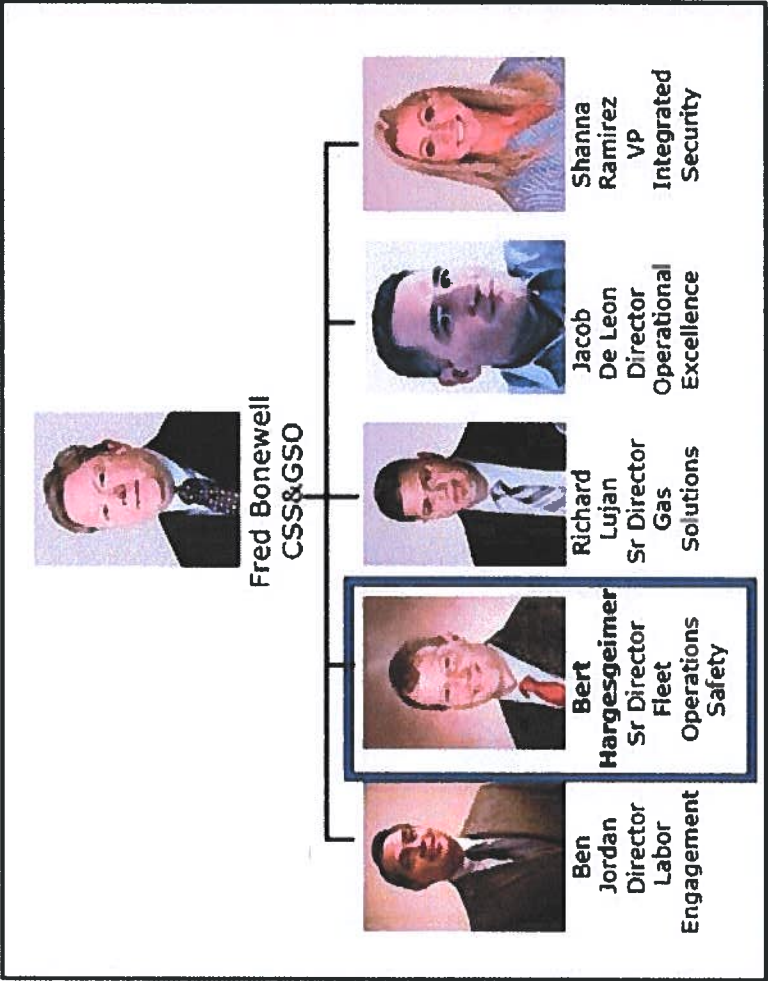 Fred Bonewell
CSS&GSO
Ben
Jordan
Director
Labor
Engagement
Bert
Hargesgeimer
Sr Director
Fleet
Operations
Safety
Richard
Lujan
Sr Director
Gas
Solutions
Jacob
De Leon
Director
Operational
Excellence
Shanna
Ramirez
VP
Integrated
Security